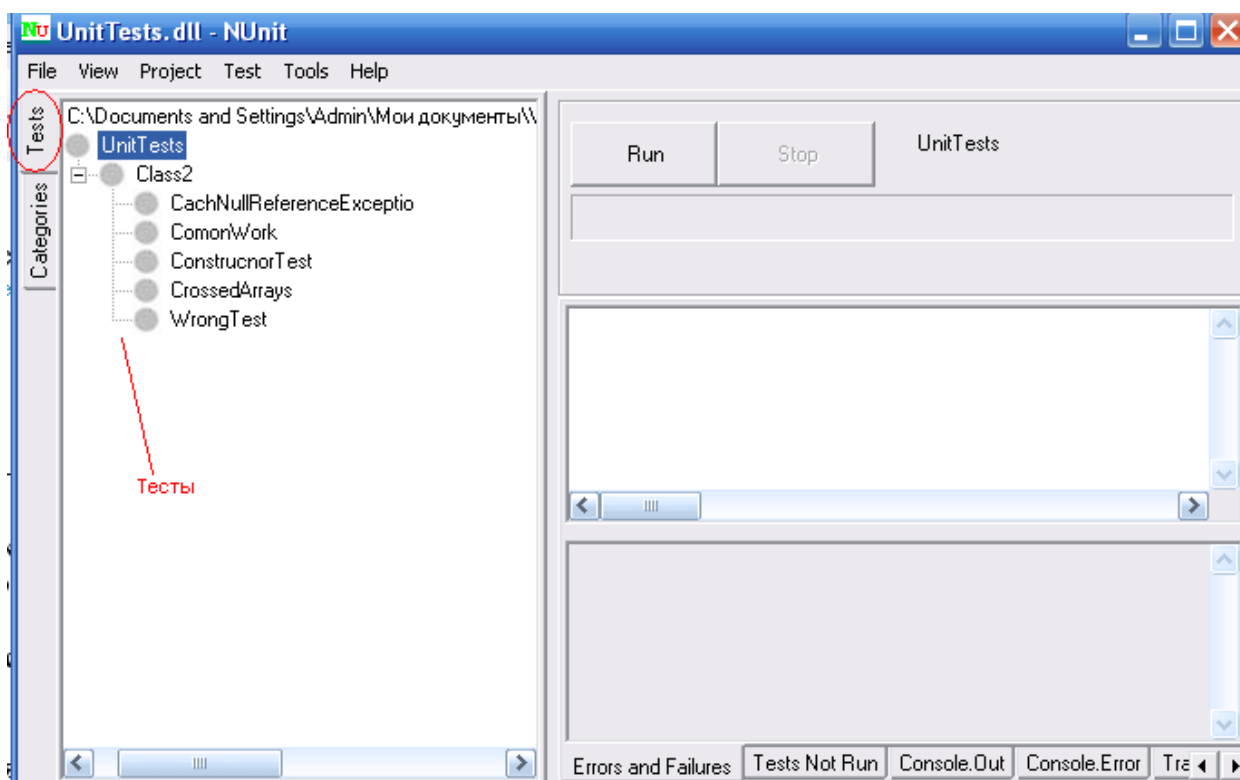 NU UnitTests.dll - NUnit
File View Project Test Tools Help
Tests
Categories
C:\Documents and Settings\Admin\Мои документы\\
UnitTests
Class2
CachNullReferenceExceptio
ComonWork
ConstrucnorTest
CrossedArrays
WrongTest
Тесты
Run Stop UnitTests
Errors and Failures Tests Not Run Console.Out Console.Error Tra